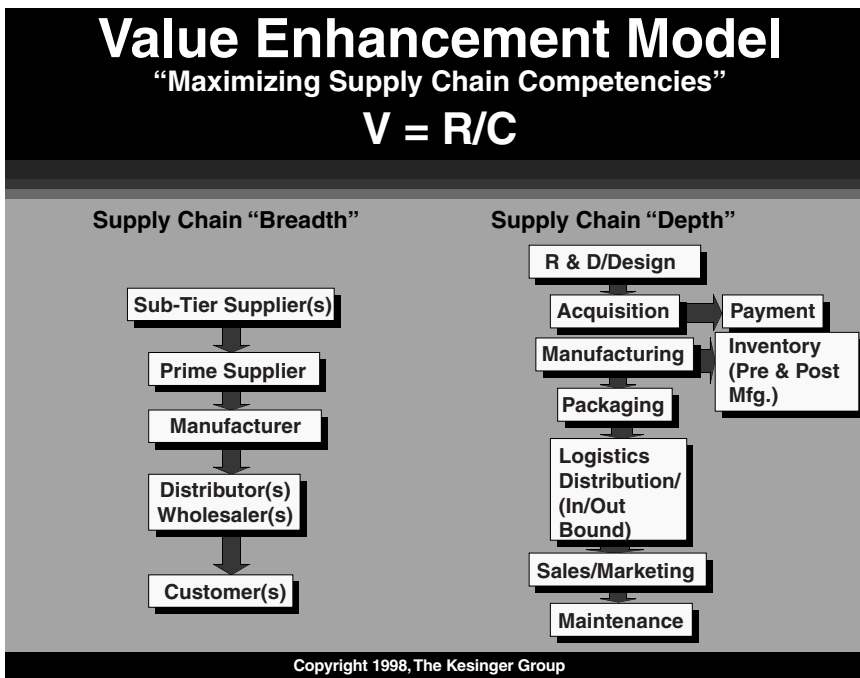 Value Enhancement Model
“Maximizing Supply Chain Competencies”
V = R/C
Supply Chain “Breadth”
Sub-Tier Supplier(s)
Prime Supplier
Manufacturer
Distributor(s)
Wholesaler(s)
Customer(s)
Supply Chain “Depth”
R & D/Design
Acquisition
Payment
Manufacturing
Inventory
(Pre & Post
Mfg.)
Packaging
Logistics
Distribution/
(In/Out
Bound)
Sales/Marketing
Maintenance
Copyright 1998, The Kesinger Group